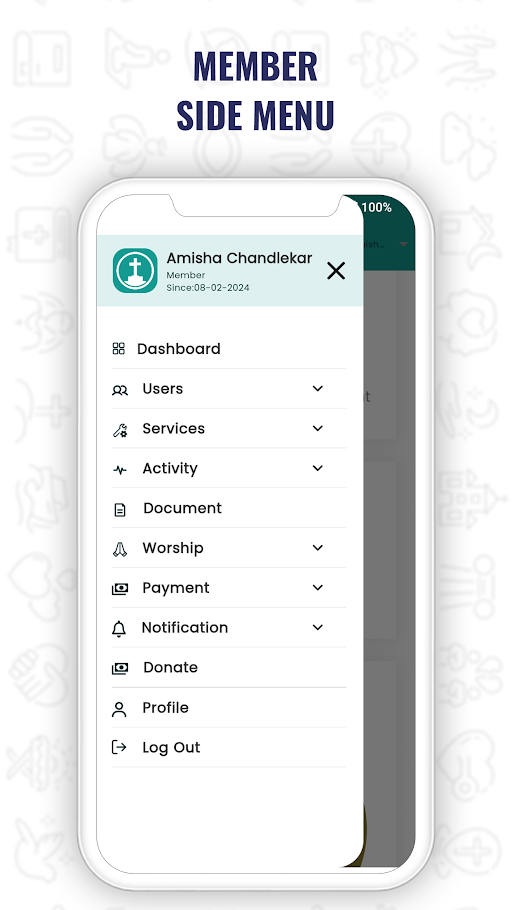 MEMBER
SIDE MENU
100%
Amisha Chandlekar
Member
Since:08-02-2024
Dashboard
Users
Services
Activity
Document
Worship
Payment
Notification
Donate
Profile
Log Out